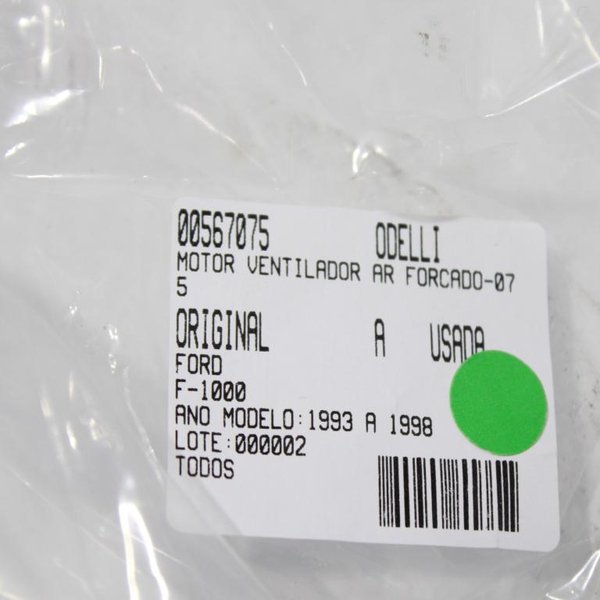 00567075 ODELLI
MOTOR VENTILADOR AR FORCADO-07
5
ORIGINAL A USADA
FORD
F-1000
ANO MODELO:1993 A 1998
LOTE:000002
TODOS